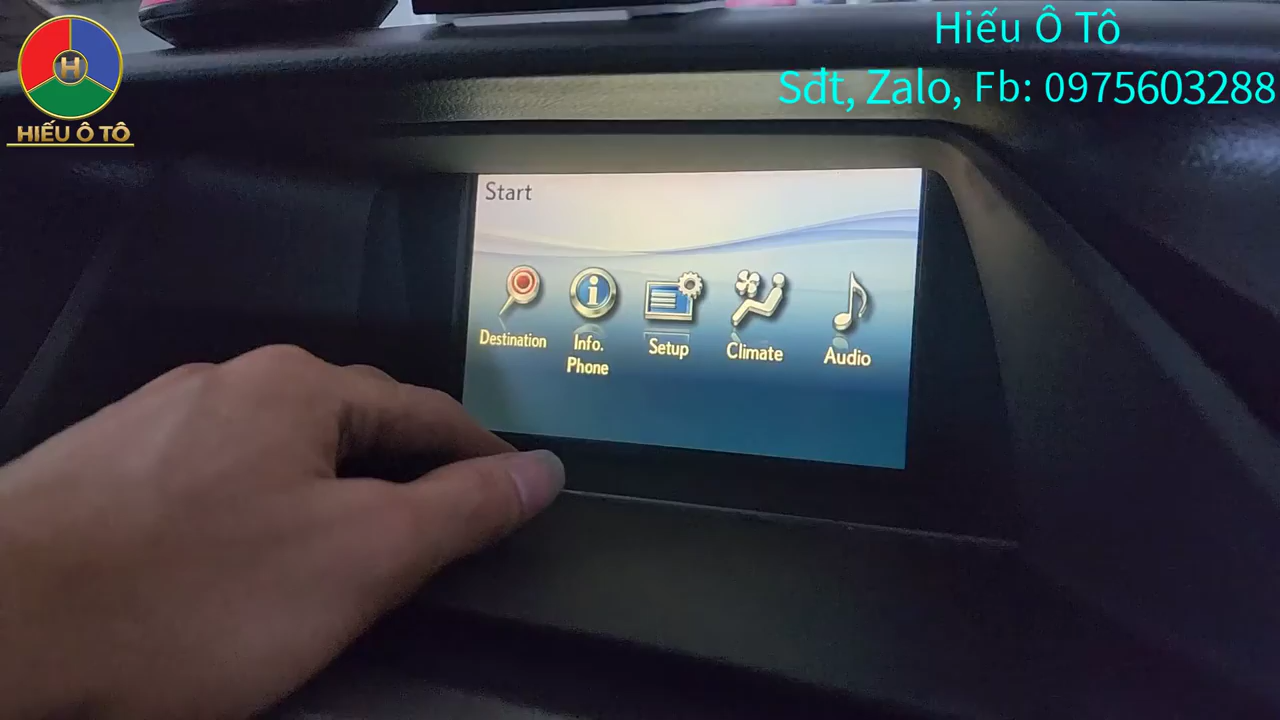 Hiếu Ô Tô
Sđt, Zalo, Fb: 0975603288
H
HIẾU Ô TÔ
Start
Destination
Info.
Phone
Setup
Climate
Audio